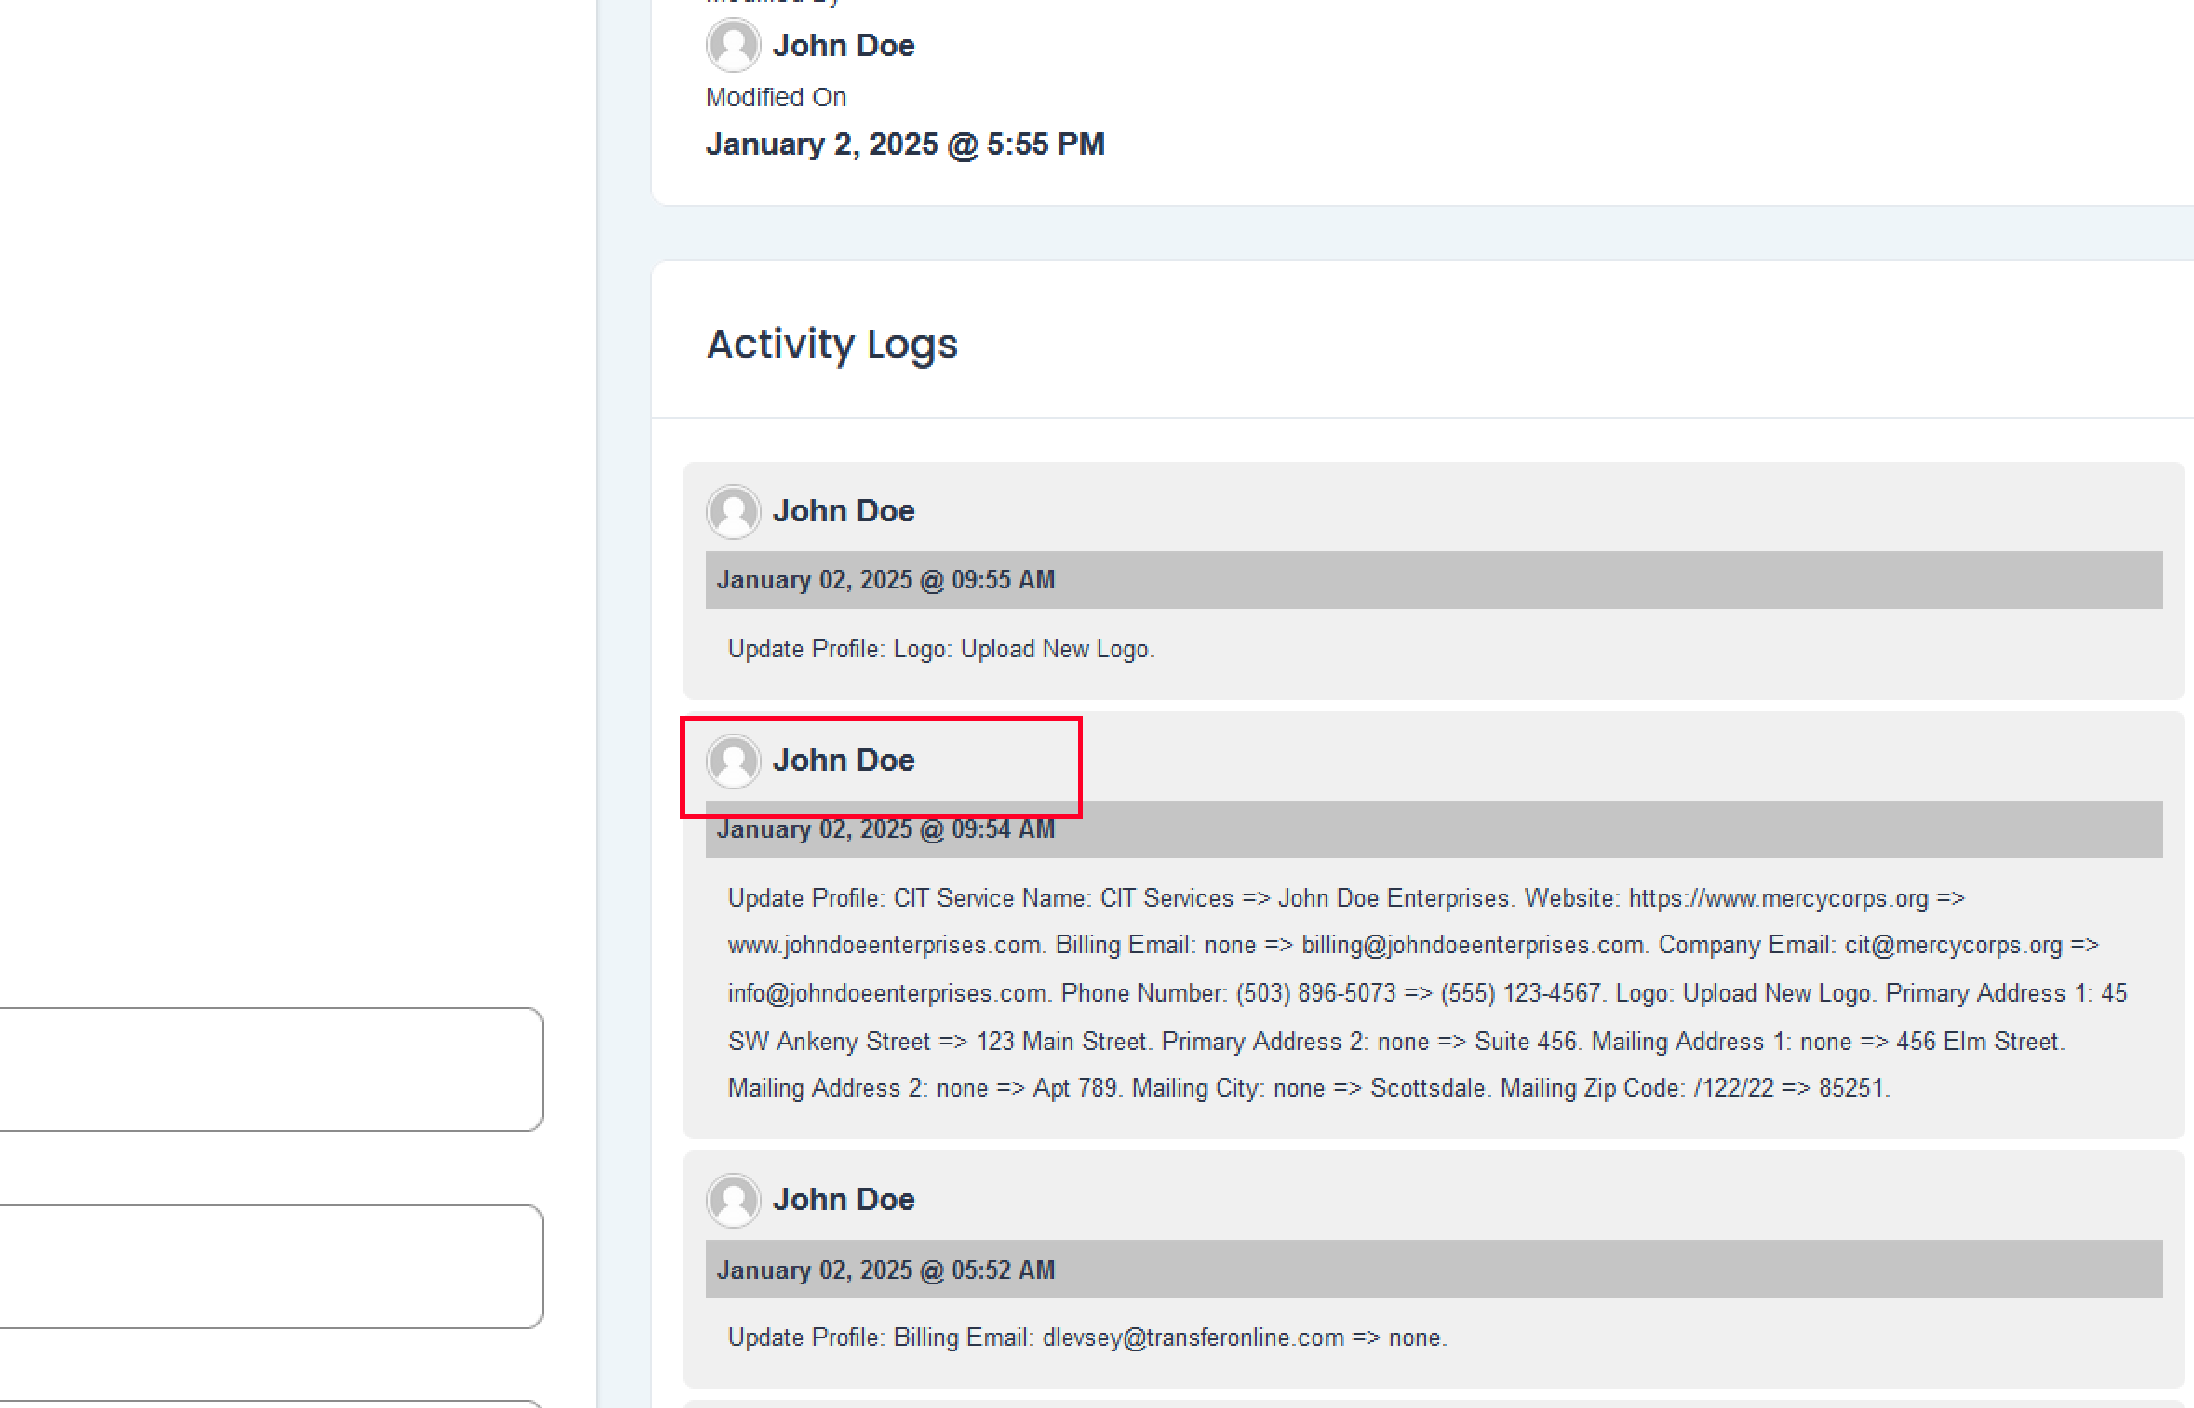 John Doe
Modified On
January 2, 2025 @ 5:55 PM
Activity Logs
John Doe
January 02, 2025 @ 09:55 AM
Update Profile: Logo: Upload New Logo.
John Doe
January 02, 2025 @ 09:54 AM
Update Profile: CIT Service Name: CIT Services => John Doe Enterprises. Website: https://www.mercycorps.org =>
www.johndoeenterprises.com. Billing Email: none => billing@johndoeenterprises.com. Company Email: cit@mercycorps.org =>
info@johndoeenterprises.com. Phone Number: (503) 896-5073 => (555) 123-4567. Logo: Upload New Logo. Primary Address 1: 45
SW Ankeny Street => 123 Main Street. Primary Address 2: none => Suite 456. Mailing Address 1: none => 456 Elm Street.
Mailing Address 2: none => Apt 789. Mailing City: none => Scottsdale. Mailing Zip Code: /122/22 => 85251.
John Doe
January 02, 2025 @ 05:52 AM
Update Profile: Billing Email: dlevsey@transferonline.com => none.